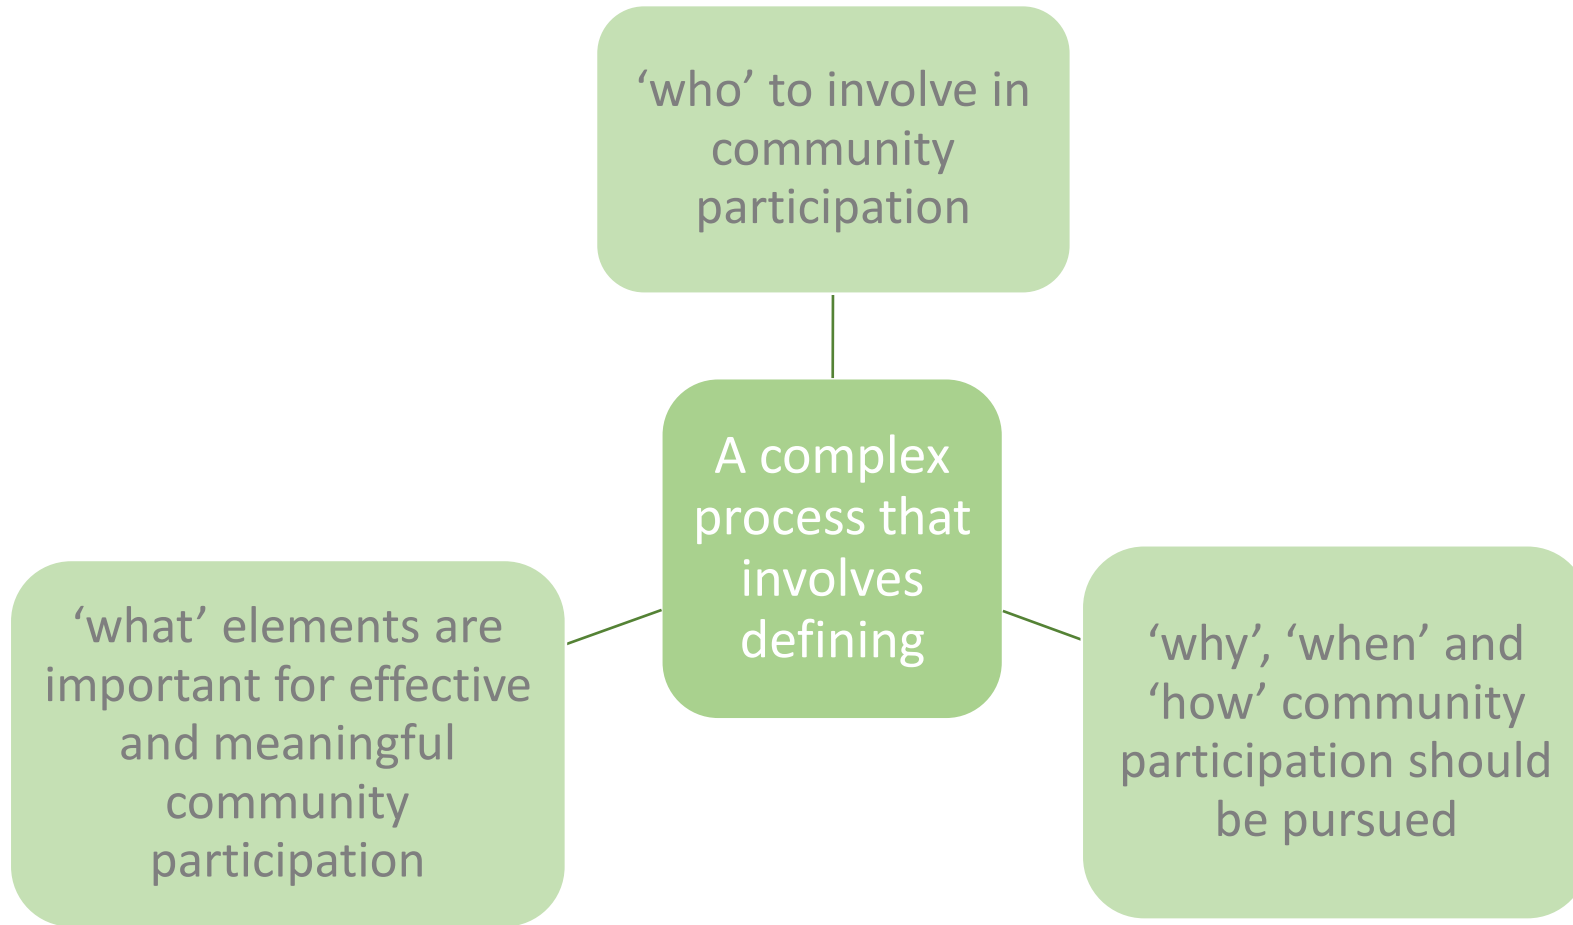 ‘who’ to involve in
community
participation
A complex
process that
involves
defining
‘what’ elements are
important for effective
and meaningful
community
participation
‘why’, ‘when’ and
‘how’ community
participation should
be pursued